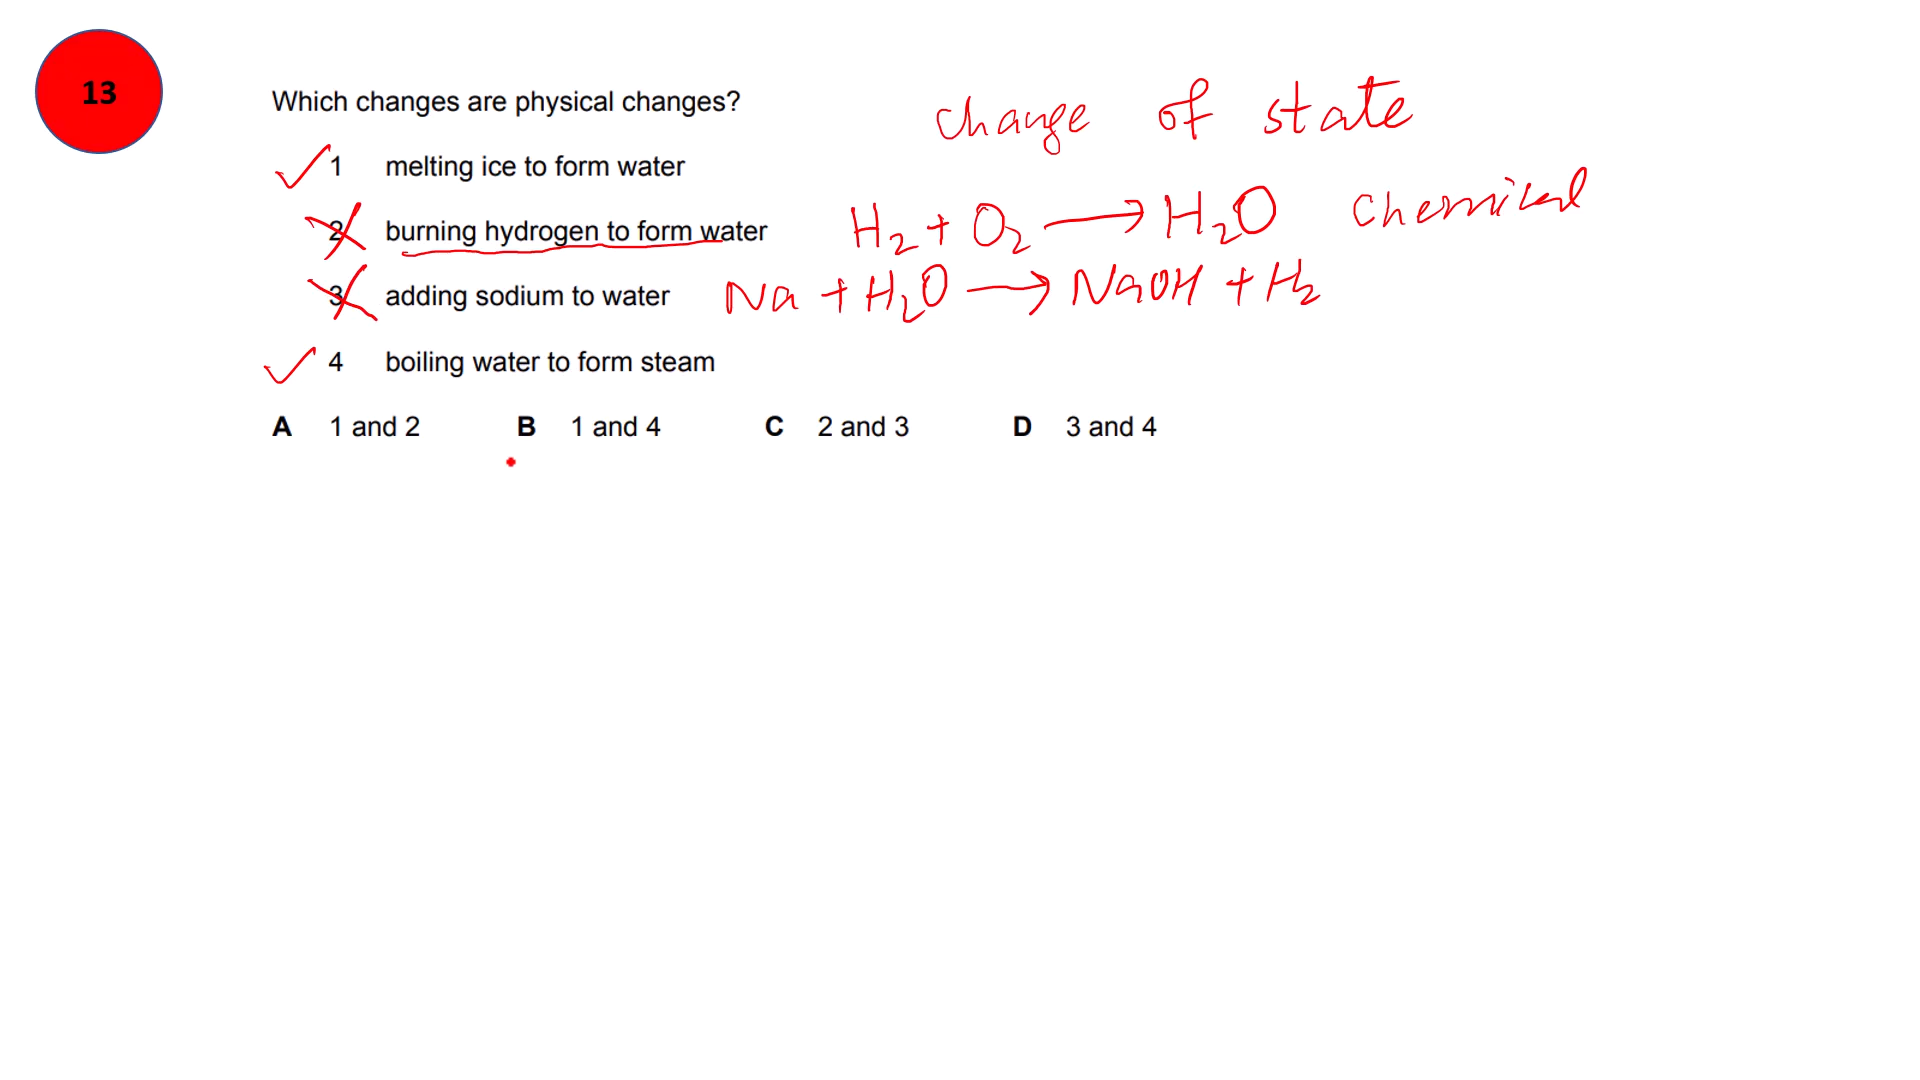 13
Which changes are physical changes?
change of state
1 melting ice to form water
2 burning hydrogen to form water H₂ + O₂ → H₂O Chemical
3 adding sodium to water Na + H₂O → NaOH + H₂
4 boiling water to form steam
A 1 and 2 B 1 and 4 C 2 and 3 D 3 and 4